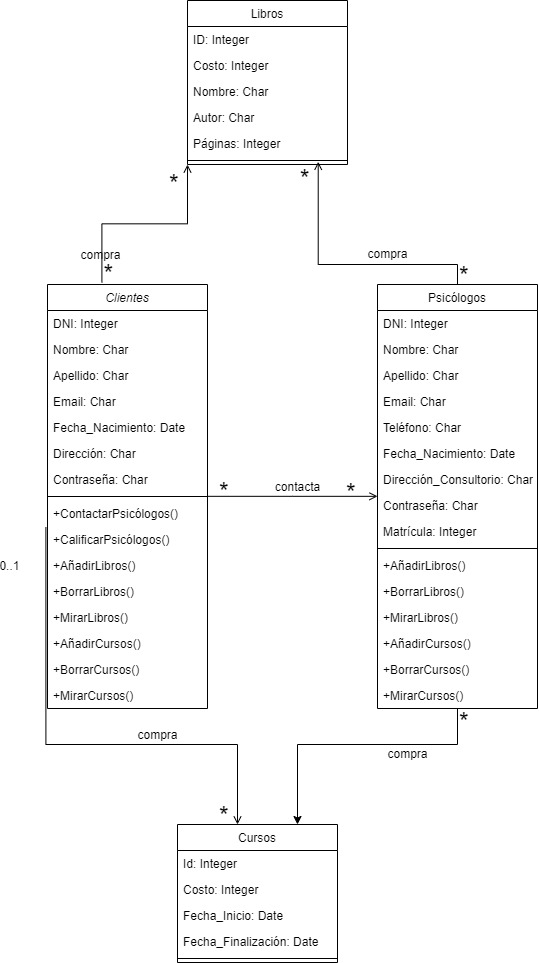 Libros
ID: Integer
Costo: Integer
Nombre: Char
Autor: Char
Páginas: Integer
*
*
compra
*
compra
*
Clientes
DNI: Integer
Nombre: Char
Apellido: Char
Email: Char
Fecha_Nacimiento: Date
Dirección: Char
Contraseña: Char
+ContactarPsicólogos()
+CalificarPsicólogos()
+AñadirLibros()
+BorrarLibros()
+MirarLibros()
+AñadirCursos()
+BorrarCursos()
+MirarCursos()
* contacta *
Psicólogos
DNI: Integer
Nombre: Char
Apellido: Char
Email: Char
Teléfono: Char
Fecha_Nacimiento: Date
Dirección_Consultorio: Char
Contraseña: Char
Matrícula: Integer
+AñadirLibros()
+BorrarLibros()
+MirarLibros()
+AñadirCursos()
+BorrarCursos()
+MirarCursos()
0..1
compra
*
*
compra
Cursos
Id: Integer
Costo: Integer
Fecha_Inicio: Date
Fecha_Finalización: Date